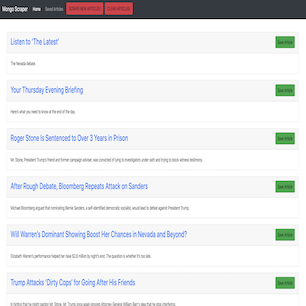 Mongo Scraper Home Saved Articles SCRAPE NEW ARTICLES! CLEAR ARTICLES!
Listen to 'The Latest' Save Article
The Nevada debate.
Your Thursday Evening Briefing Save Article
Here's what you need to know at the end of the day.
Roger Stone Is Sentenced to Over 3 Years in Prison Save Article
Mr. Stone, President Trump's friend and former campaign adviser, was convicted of lying to investigators under oath and trying to block witness testimony.
After Rough Debate, Bloomberg Repeats Attack on Sanders Save Article
Michael Bloomberg argued that nominating Bernie Sanders, a self-identified democratic socialist, would lead to defeat against President Trump.
Will Warren's Dominant Showing Boost Her Chances in Nevada and Beyond? Save Article
Elizabeth Warren's performance helped her raise $2.8 million by night's end. The question is whether it's too late.
Trump Attacks 'Dirty Cops' for Going After His Friends Save Article
In hinting that he might pardon Mr. Stone, Mr. Trump once again ignored Attorney General William Barr's plea that he stop interfering.